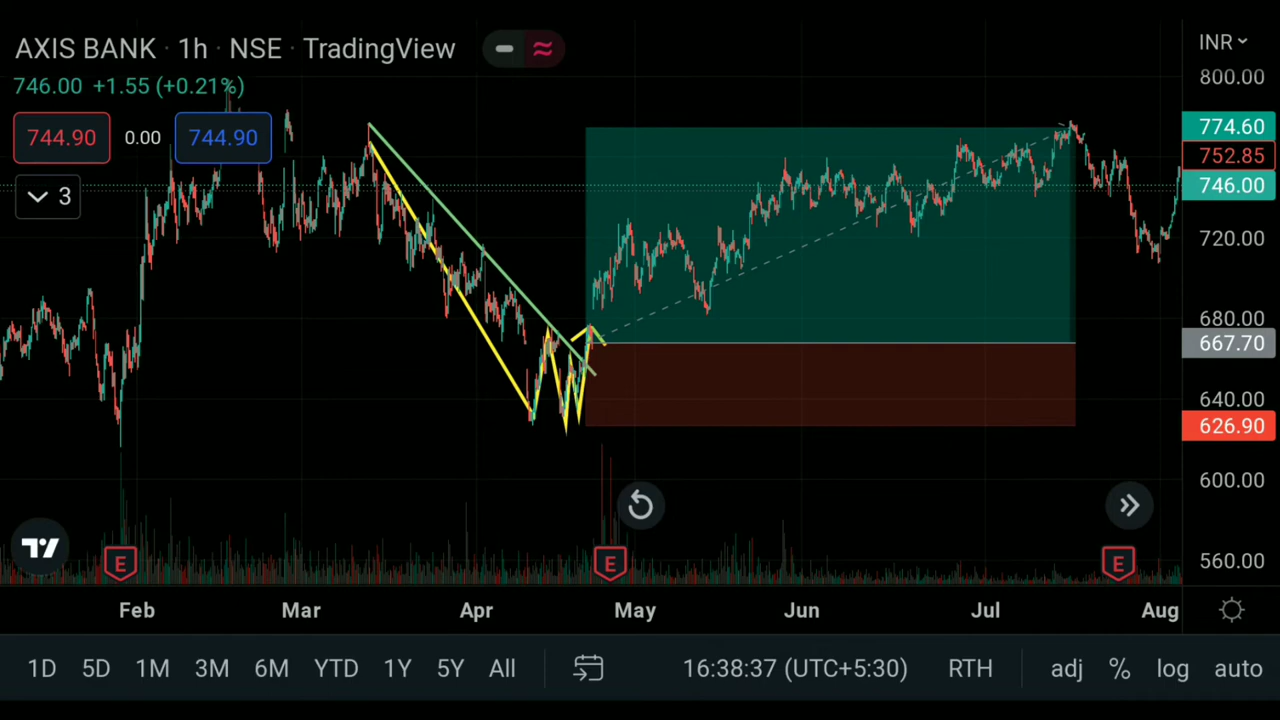 AXIS BANK · 1h · NSE · TradingView
INR
746.00 +1.55 (+0.21%)
800.00
744.90 0.00 744.90
774.60
752.85
746.00
3
720.00
680.00
667.70
640.00
626.90
600.00
560.00
E E E
Feb Mar Apr May Jun Jul Aug
1D 5D 1M 3M 6M YTD 1Y 5Y All 16:38:37 (UTC+5:30) RTH adj % log auto